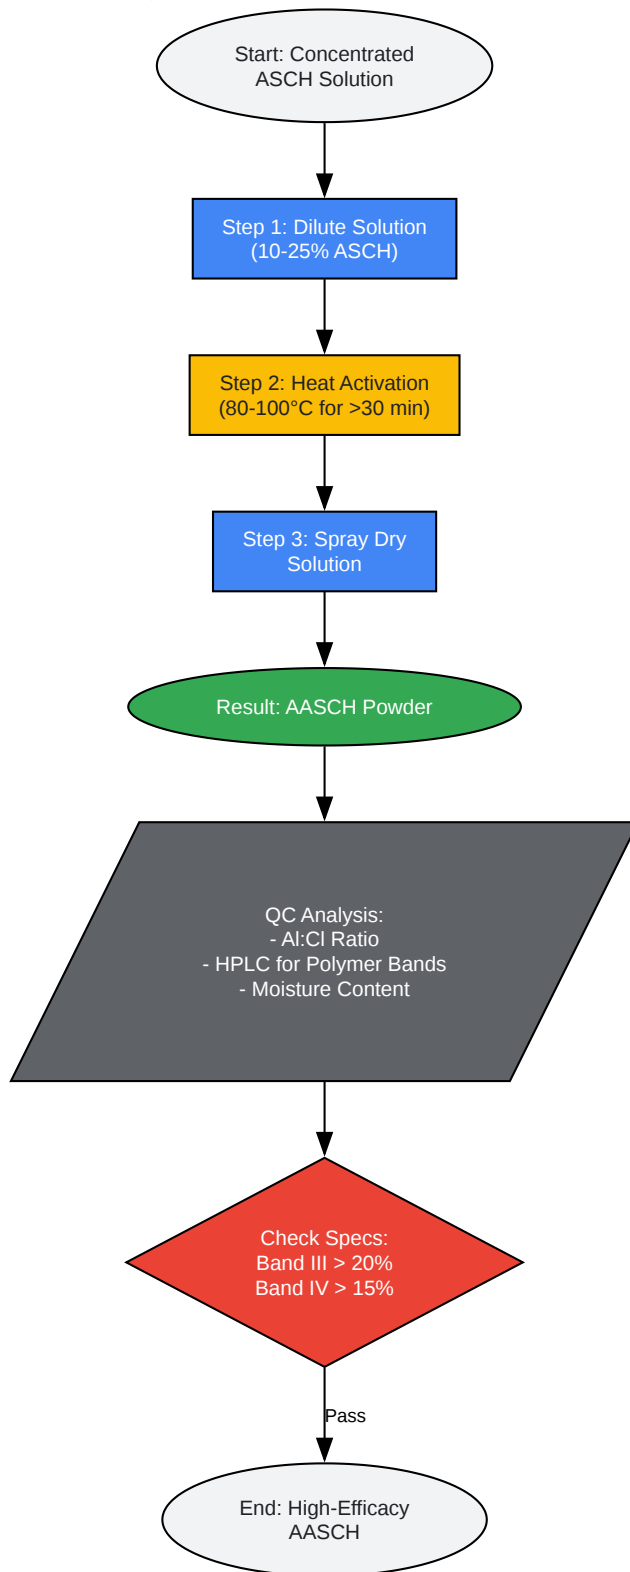 Start: Concentrated
ASCH Solution
Step 1: Dilute Solution
(10-25% ASCH)
Step 2: Heat Activation
(80-100°C for >30 min)
Step 3: Spray Dry
Solution
Result: AASCH Powder
QC Analysis:
- Al:Cl Ratio
- HPLC for Polymer Bands
- Moisture Content
Check Specs:
Band III > 20%
Band IV > 15%
Pass
End: High-Efficacy
AASCH